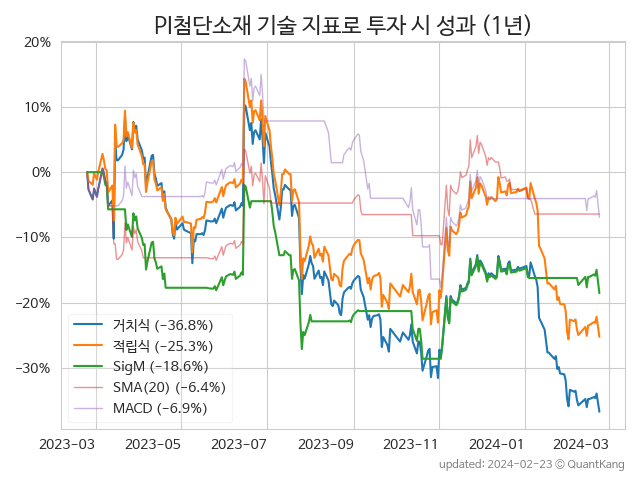 PI첨단소재 기술 지표로 투자 시 성과 (1년)
20%
10%
0%
−10%
−20%
−30%
거치식 (−36.8%)
적립식 (−25.3%)
SigM (−18.6%)
SMA(20) (−6.4%)
MACD (−6.9%)
2023-03 2023-05 2023-07 2023-09 2023-11 2024-01 2024-03
updated: 2024-02-23 © QuantKang